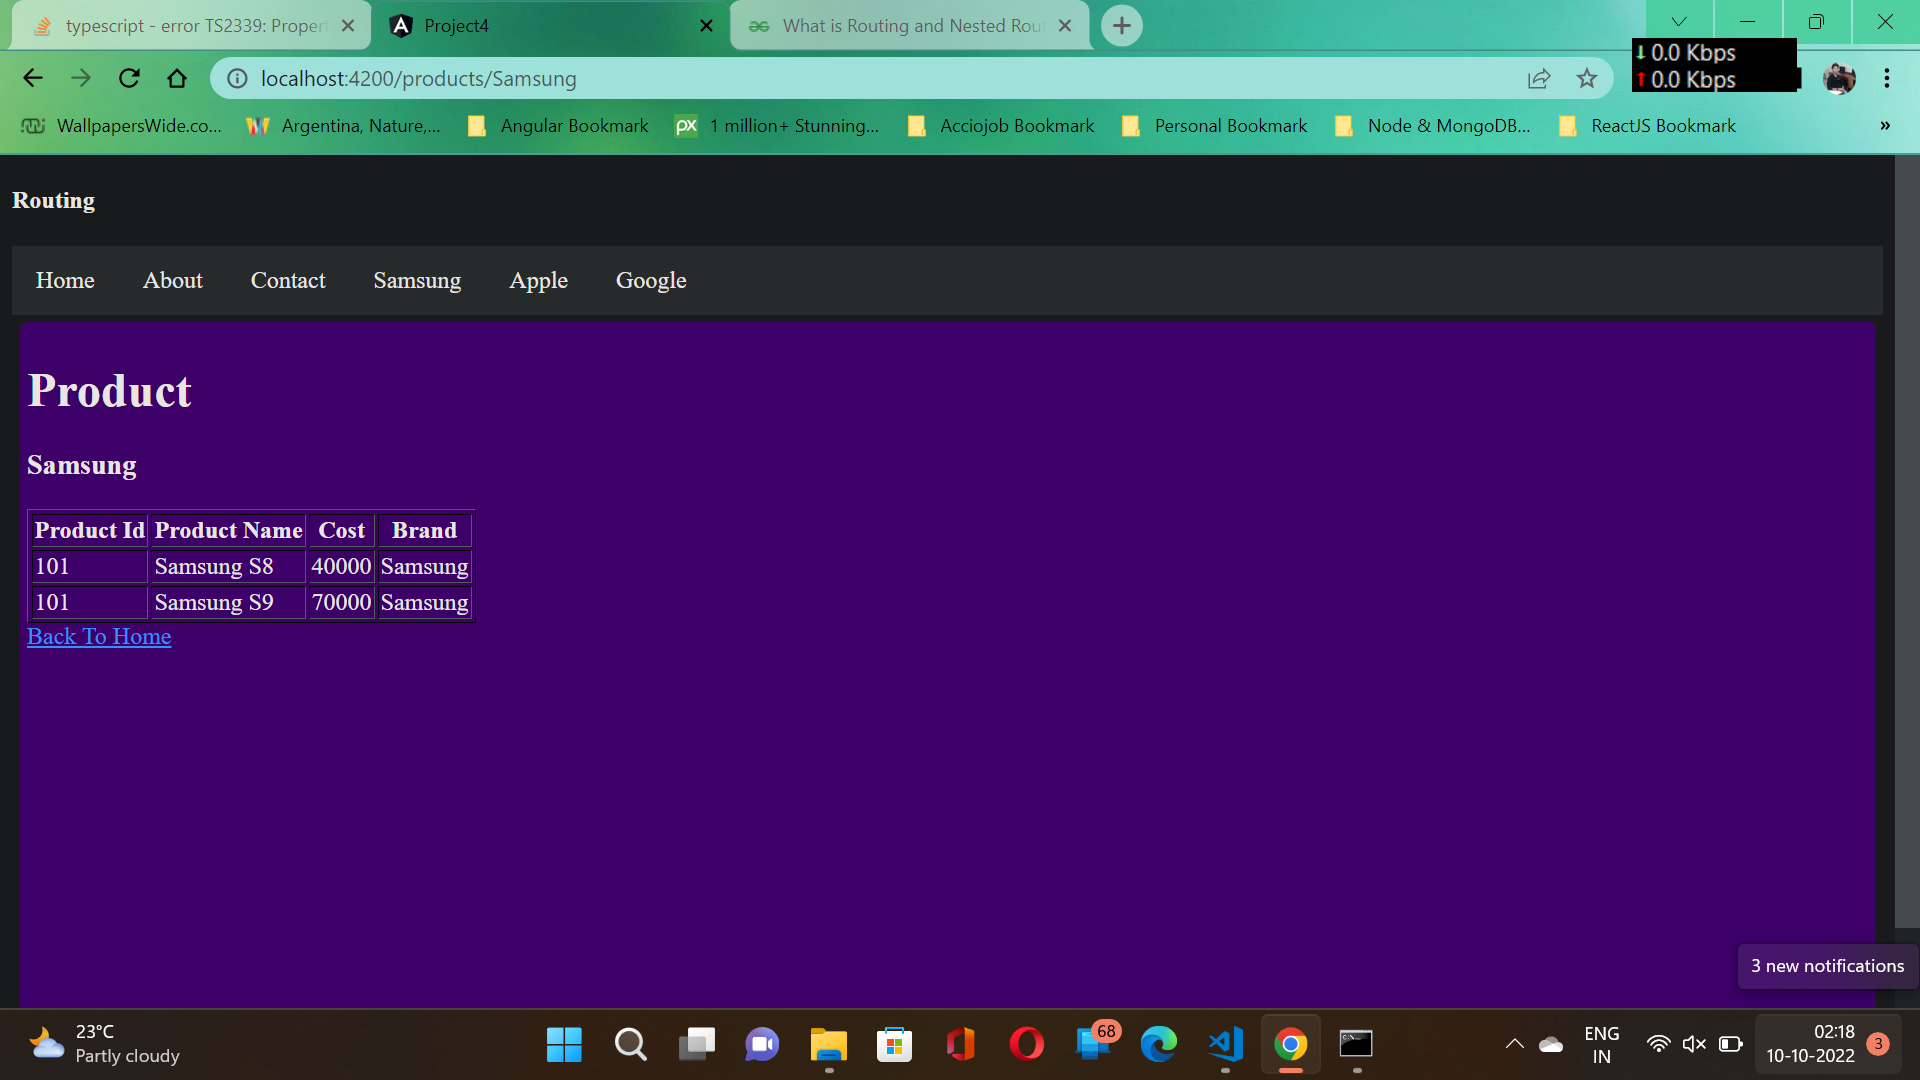 typescript - error TS2339: Proper
Project4
What is Routing and Nested Rou
0.0 Kbps
0.0 Kbps
localhost:4200/products/Samsung
WallpapersWide.co...
Argentina, Nature,...
Angular Bookmark
px
1 million+ Stunning...
Acciojob Bookmark
Personal Bookmark
Node & MongoDB...
ReactJS Bookmark
»
Routing
Home About Contact Samsung Apple Google
Product
Samsung
Product Id Product Name Cost Brand
101 Samsung S8 40000 Samsung
101 Samsung S9 70000 Samsung
Back To Home
3 new notifications
23°C
Partly cloudy
68
ENG
IN
02:18
10-10-2022
3